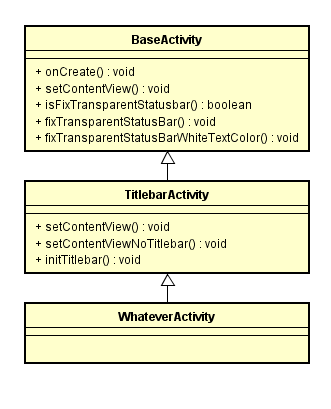 BaseActivity
+ onCreate() : void
+ setContentView() : void
+ isFixTransparentStatusbar() : boolean
+ fixTransparentStatusBar() : void
+ fixTransparentStatusBarWhiteTextColor() : void
TitlebarActivity
+ setContentView() : void
+ setContentViewNoTitlebar() : void
+ initTitlebar() : void
WhateverActivity